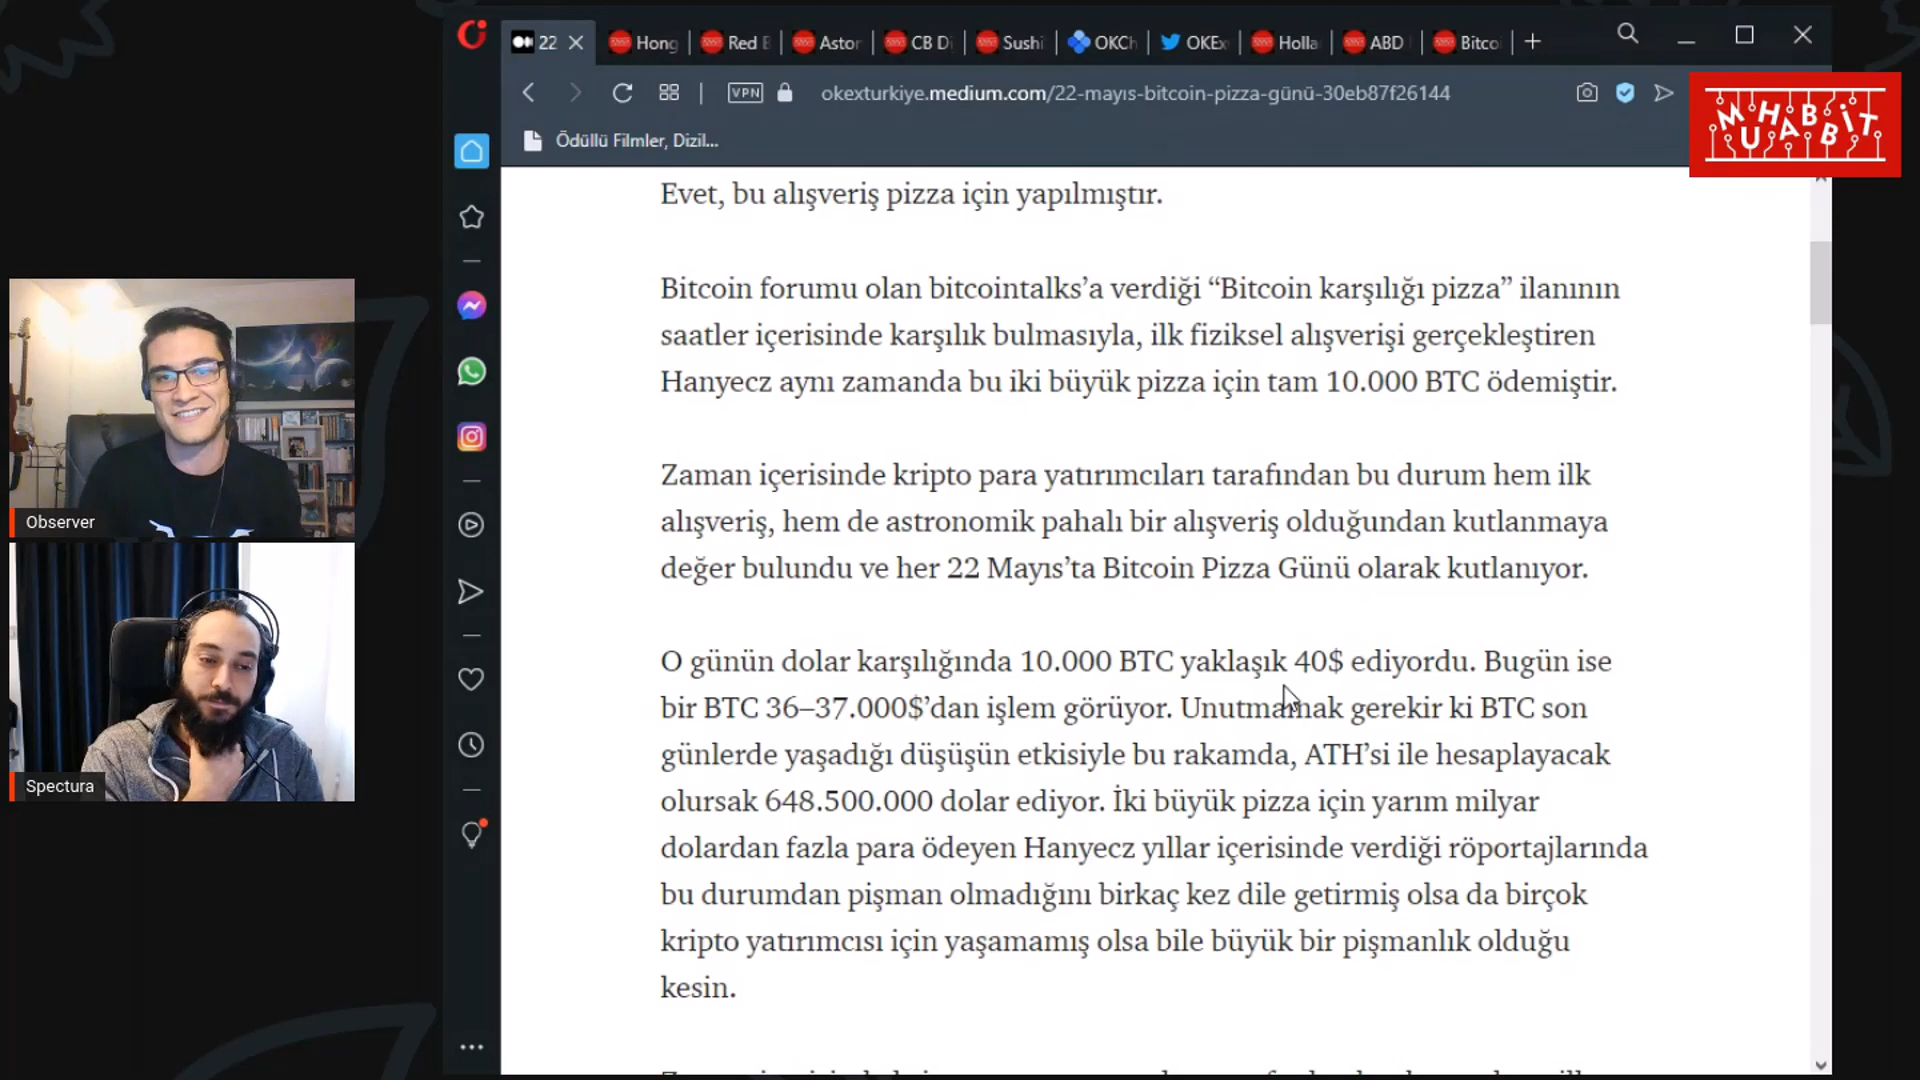 22
Hong
Red B
Astor
CB D
Sushi
OKCh
OKEx
Holla
ABD
Bitcoi
VPN
okexturkiye.medium.com/22-mayıs-bitcoin-pizza-günü-30eb87f26144
Ödüllü Filmler, Dizil...
MUHABBİT
Evet, bu alışveriş pizza için yapılmıştır.
Bitcoin forumu olan bitcointalks’a verdiği “Bitcoin karşılığı pizza” ilanının
saatler içerisinde karşılık bulmasıyla, ilk fiziksel alışverişi gerçekleştiren
Hanyecz aynı zamanda bu iki büyük pizza için tam 10.000 BTC ödemiştir.
Zaman içerisinde kripto para yatırımcıları tarafından bu durum hem ilk
alışveriş, hem de astronomik pahalı bir alışveriş olduğundan kutlanmaya
değer bulundu ve her 22 Mayıs’ta Bitcoin Pizza Günü olarak kutlanıyor.
O günün dolar karşılığında 10.000 BTC yaklaşık 40$ ediyordu. Bugün ise
bir BTC 36–37.000$’dan işlem görüyor. Unutmamak gerekir ki BTC son
günlerde yaşadığı düşüşün etkisiyle bu rakamda, ATH’si ile hesaplayacak
olursak 648.500.000 dolar ediyor. İki büyük pizza için yarım milyar
dolardan fazla para ödeyen Hanyecz yıllar içerisinde verdiği röportajlarında
bu durumdan pişman olmadığını birkaç kez dile getirmiş olsa da birçok
kripto yatırımcısı için yaşamamış olsa bile büyük bir pişmanlık olduğu
kesin.
Observer
Spectura